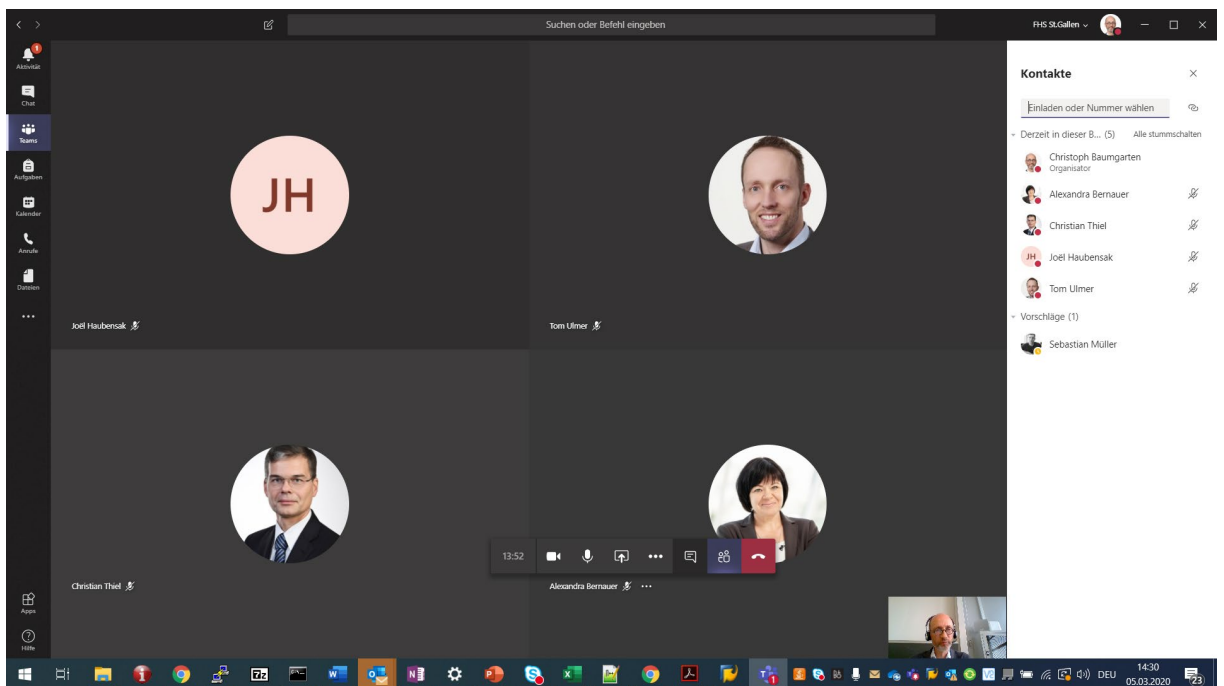 Suchen oder Befehl eingeben
FHS St.Gallen
1
Aktivität
Chat
Teams
Aufgaben
Kalender
Anrufe
Dateien
Apps
Hilfe
JH
Joël Haubensak
Tom Ulmer
Christian Thiel
Alexandra Bernauer
13:52
Kontakte
Einladen oder Nummer wählen
Derzeit in dieser B... (5) Alle stummschalten
Christoph Baumgarten
Organisator
Alexandra Bernauer
Christian Thiel
JH Joël Haubensak
Tom Ulmer
Vorschläge (1)
Sebastian Müller
DEU
14:30
05.03.2020
23